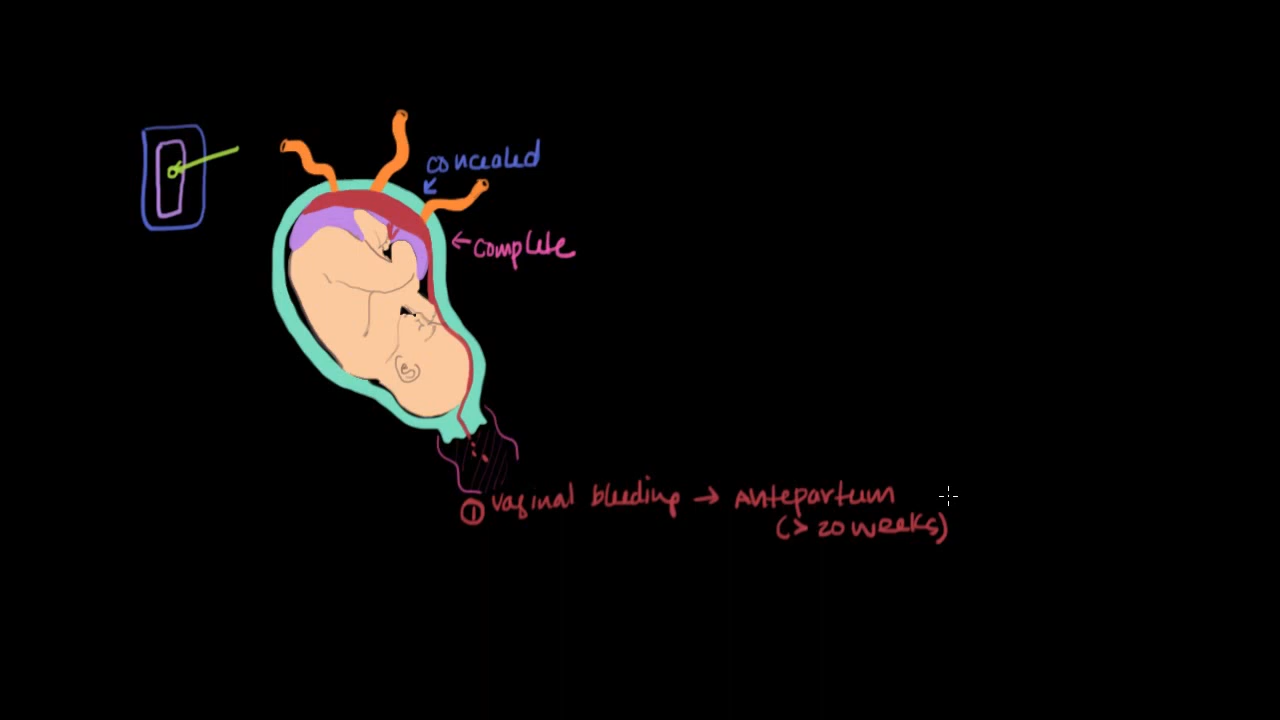 concealed
← complete
① vaginal bleeding → Antepartum
(> 20 weeks)